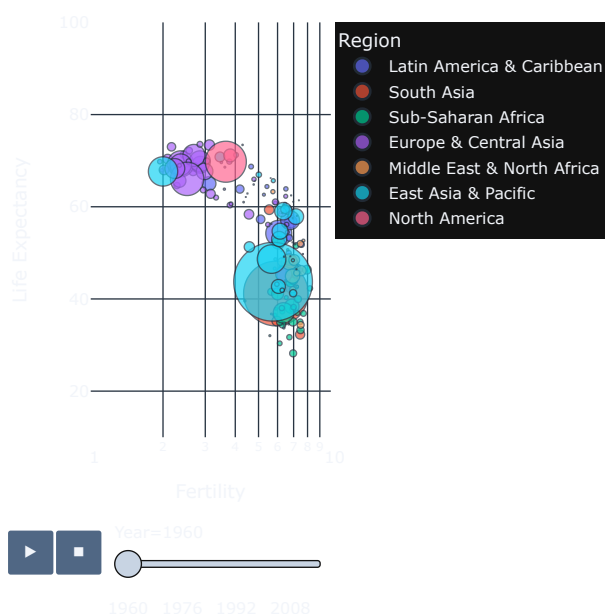 100
80
60
40
20
Life Expectancy
1
2
3
4
5
6
7
8
9
10
Fertility
Region
Latin America & Caribbean
South Asia
Sub-Saharan Africa
Europe & Central Asia
Middle East & North Africa
East Asia & Pacific
North America
Year=1960
1960 1976 1992 2008